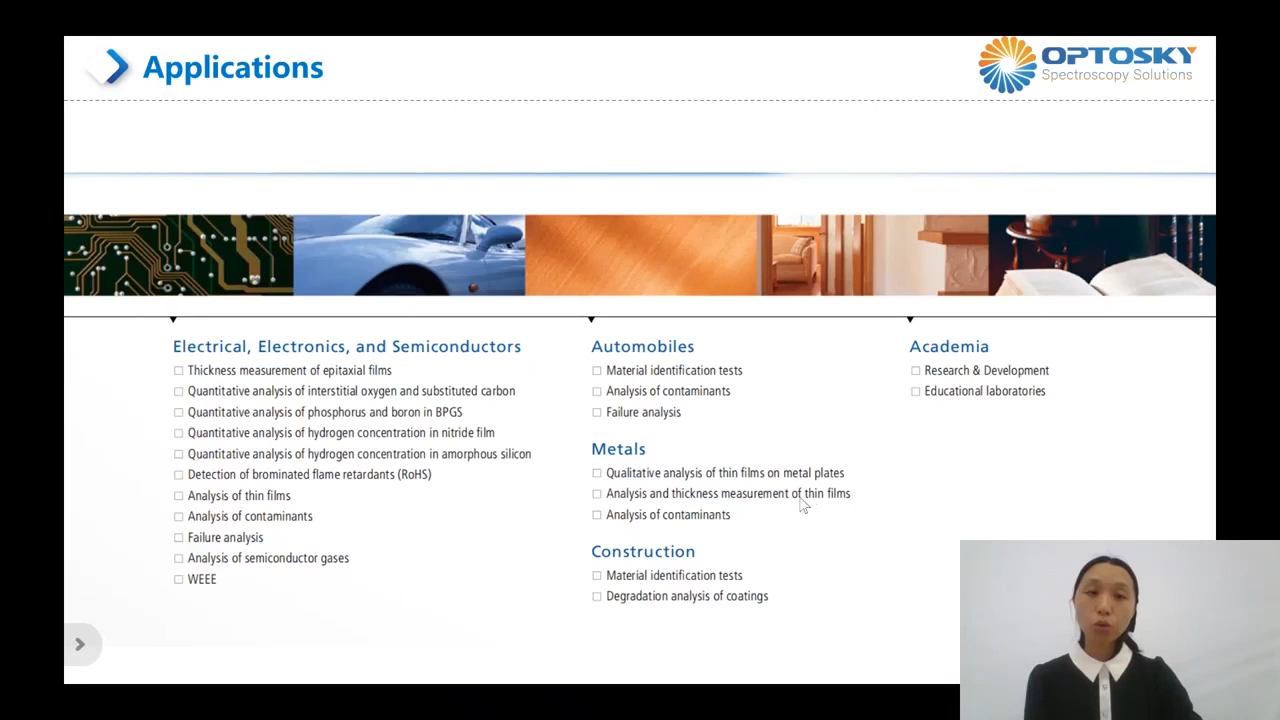 Applications
OPTOSKY
Spectroscopy Solutions
Electrical, Electronics, and Semiconductors
Thickness measurement of epitaxial films
Quantitative analysis of interstitial oxygen and substituted carbon
Quantitative analysis of phosphorus and boron in BPGS
Quantitative analysis of hydrogen concentration in nitride film
Quantitative analysis of hydrogen concentration in amorphous silicon
Detection of brominated flame retardants (RoHS)
Analysis of thin films
Analysis of contaminants
Failure analysis
Analysis of semiconductor gases
WEEE
Automobiles
Material identification tests
Analysis of contaminants
Failure analysis
Metals
Qualitative analysis of thin films on metal plates
Analysis and thickness measurement of thin films
Analysis of contaminants
Construction
Material identification tests
Degradation analysis of coatings
Academia
Research & Development
Educational laboratories